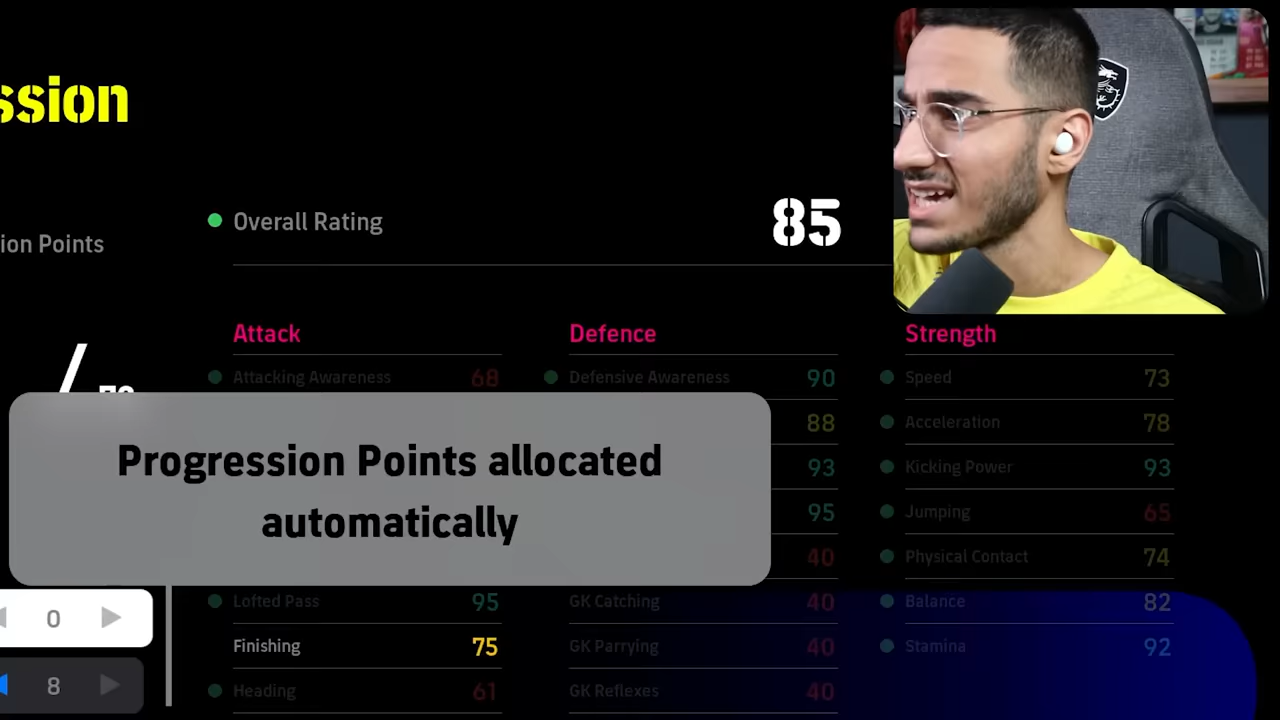 ssion
ion Points
Overall Rating 85
/
Attack
Attacking Awareness 68
Defence
Defensive Awareness 90
88
93
95
40
Strength
Speed 73
Acceleration 78
Kicking Power 93
Jumping 65
Physical Contact 74
Balance 82
Stamina 92
Progression Points allocated
automatically
0
8
Lofted Pass 95
Finishing 75
Heading 61
GK Catching 40
GK Parrying 40
GK Reflexes 40